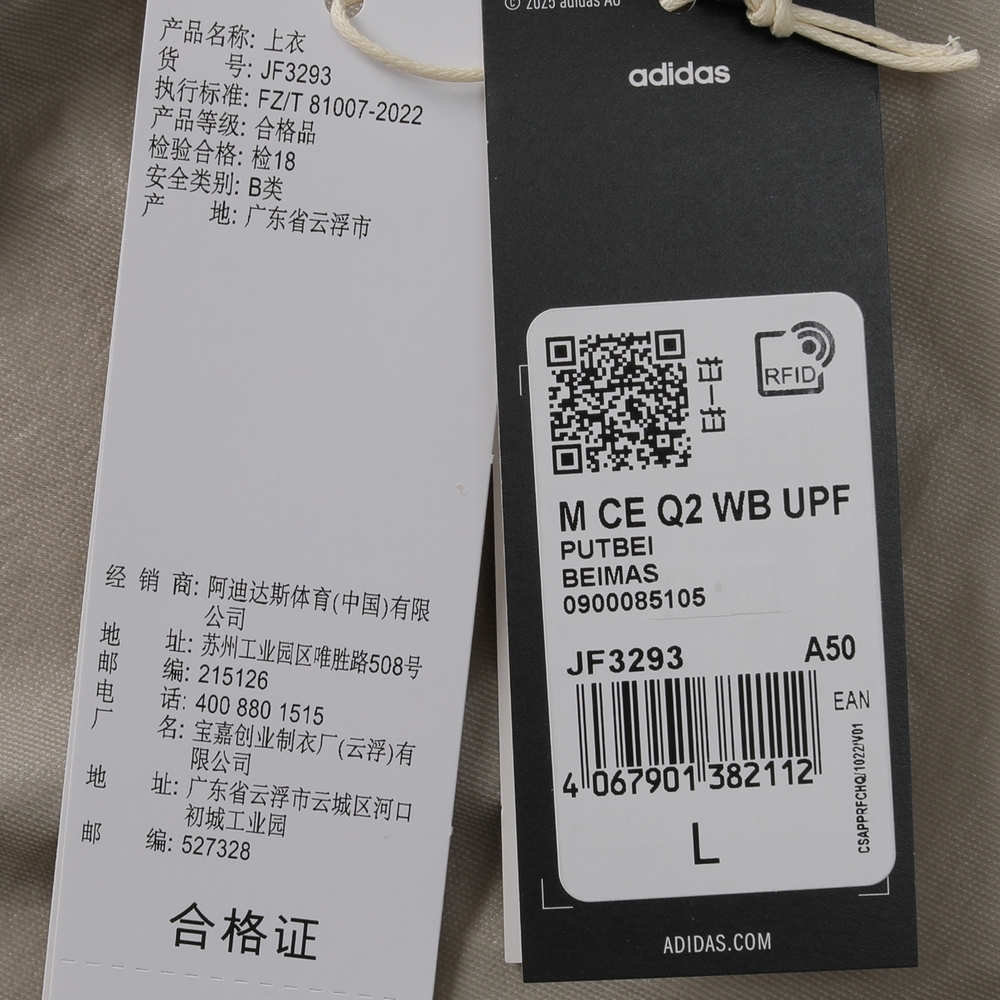 产品名称: 上衣
货 号: JF3293
执行标准: FZ/T 81007-2022
产品等级: 合格品
检验合格: 检18
安全类别: B类
产 地: 广东省云浮市
经 销 商: 阿迪达斯体育(中国)有限
公司
地 址: 苏州工业园区唯胜路508号
邮 编: 215126
电 话: 400 880 1515
厂 名: 宝嘉创业制衣厂(云浮)有
限公司
地 址: 广东省云浮市云城区河口
初城工业园
邮 编: 527328
合格证
© 2025 adidas AG
adidas
扫一扫
RFID
M CE Q2 WB UPF
PUTBEI
BEIMAS
0900085105
JF3293 A50
EAN
4 067901 382112
CSAPPRFCHQ/1022/V01
L
ADIDAS.COM